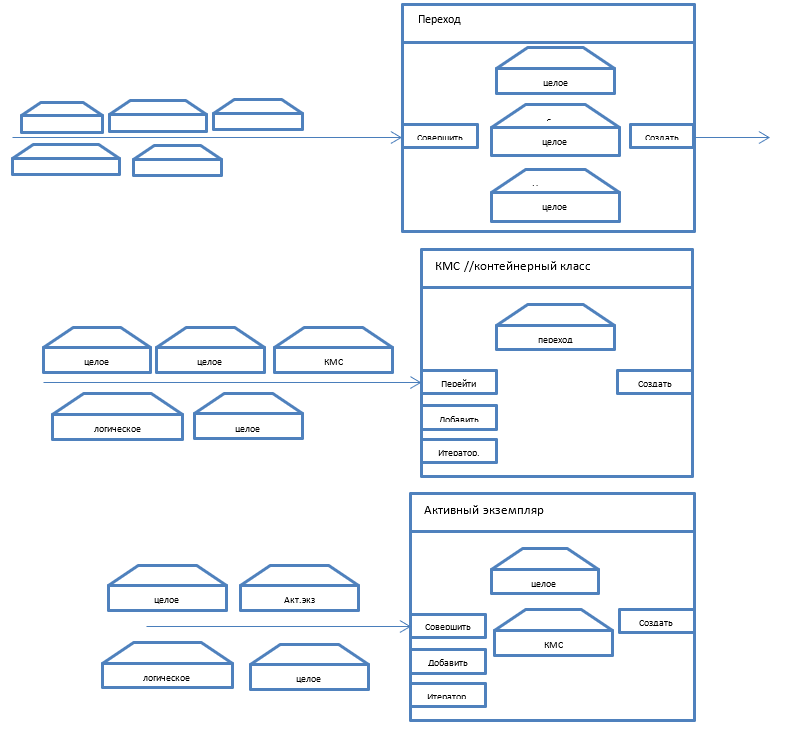 Переход
целое
Совершить
целое
Создать
целое
КМС //контейнерный класс
переход
целое
целое
КМС
Перейти
Создать
Добавить
логическое
целое
Итератор.
Активный экземпляр
целое
целое
Акт.экз
Совершить
КМС
Создать
Добавить
логическое
целое
Итератор